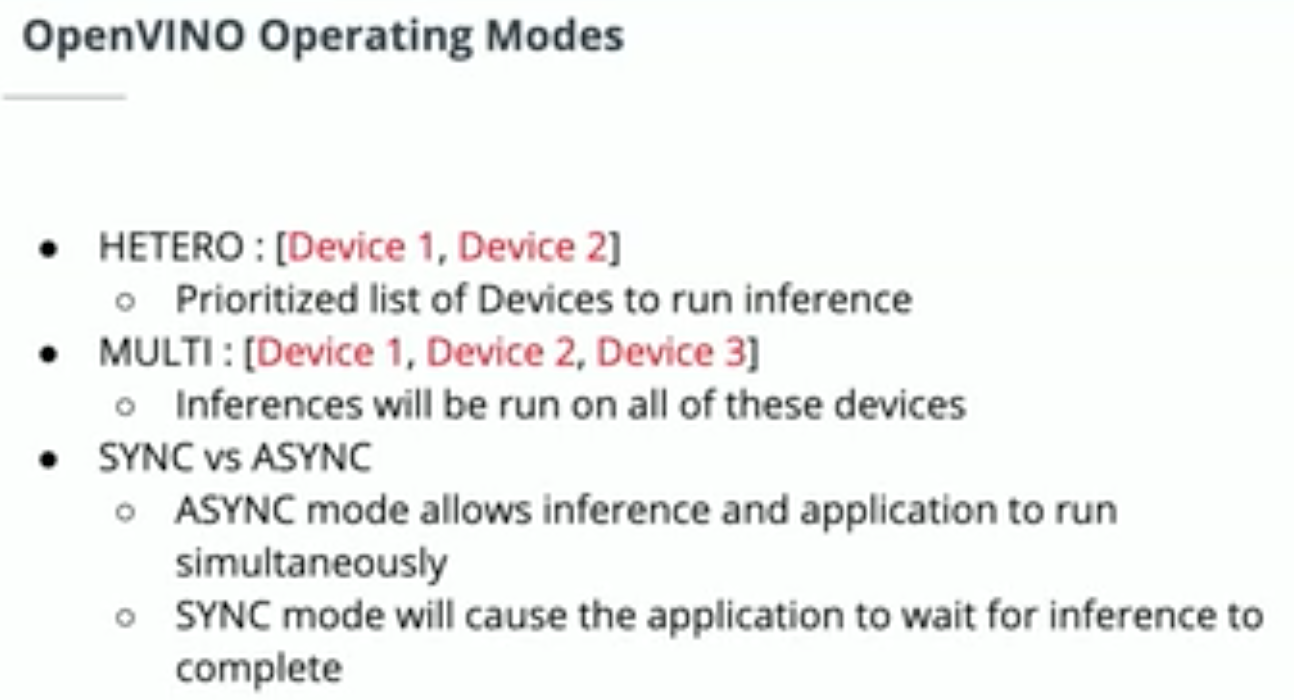 OpenVINO Operating Modes
● HETERO : [Device 1, Device 2]
○ Prioritized list of Devices to run inference
● MULTI : [Device 1, Device 2, Device 3]
○ Inferences will be run on all of these devices
● SYNC vs ASYNC
○ ASYNC mode allows inference and application to run
simultaneously
○ SYNC mode will cause the application to wait for inference to
complete